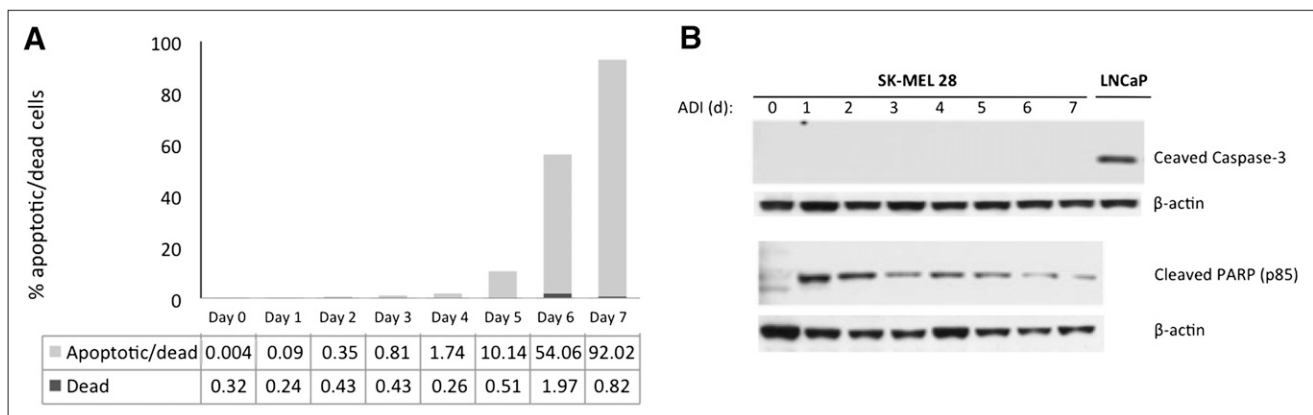 A
% apoptotic/dead cells
100
80
60
40
20
0
Day 0 Day 1 Day 2 Day 3 Day 4 Day 5 Day 6 Day 7
Apoptotic/dead 0.004 0.09 0.35 0.81 1.74 10.14 54.06 92.02
Dead 0.32 0.24 0.43 0.43 0.26 0.51 1.97 0.82
B
SK-MEL 28 LNCaP
ADI (d): 0 1 2 3 4 5 6 7
Ceaved Caspase-3
β-actin
Cleaved PARP (p85)
β-actin